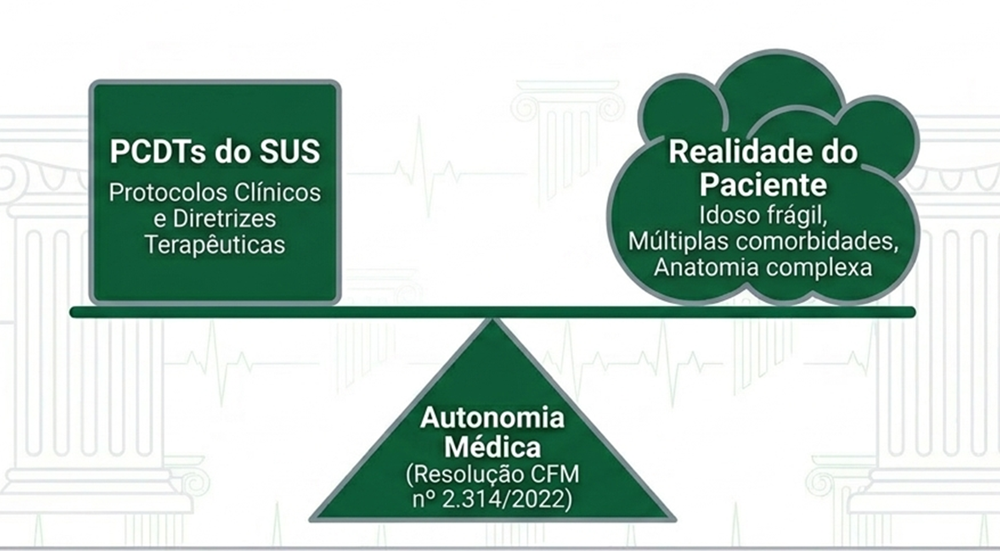 PCDTs do SUS
Protocolos Clínicos
e Diretrizes
Terapêuticas
Realidade do
Paciente
Idoso frágil,
Múltiplas comorbidades,
Anatomia complexa
Autonomia
Médica
(Resolução CFM
nº 2.314/2022)